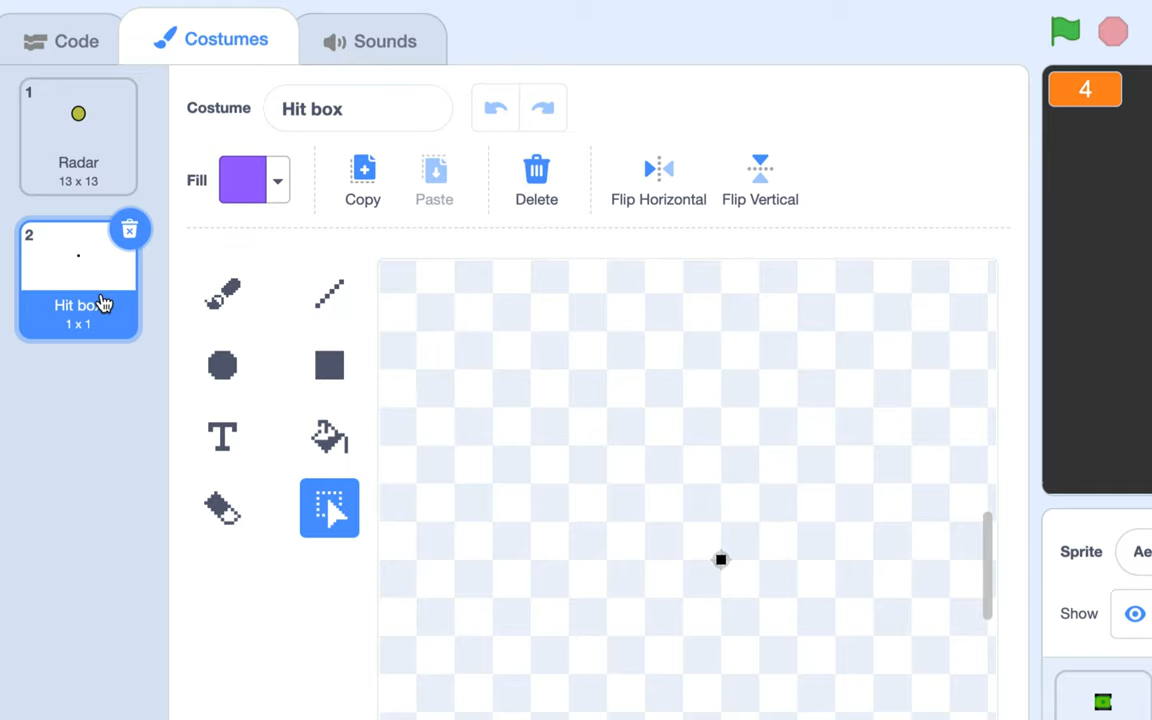 Code
Costumes
Sounds
4
1
Radar
13 x 13
2
Hit bo
1 x 1
Costume
Hit box
Fill
Copy
Paste
Delete
Flip Horizontal
Flip Vertical
T
Sprite
Ae
Show